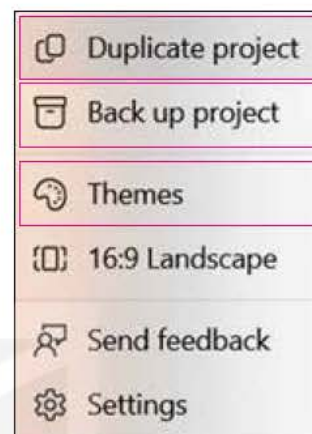 Duplicate project
Back up project
Themes
16:9 Landscape
Send feedback
Settings